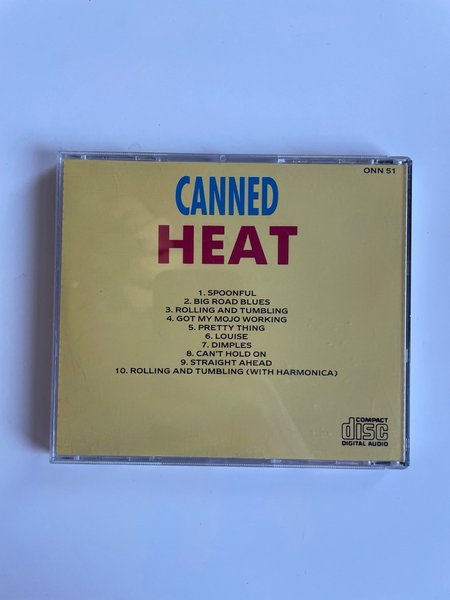 ONN 51
CANNED
HEAT
1. SPOONFUL
2. BIG ROAD BLUES
3. ROLLING AND TUMBLING
4. GOT MY MOJO WORKING
5. PRETTY THING
6. LOUISE
7. DIMPLES
8. CAN'T HOLD ON
9. STRAIGHT AHEAD
10. ROLLING AND TUMBLING (WITH HARMONICA)
COMPACT
disc
DIGITAL AUDIO